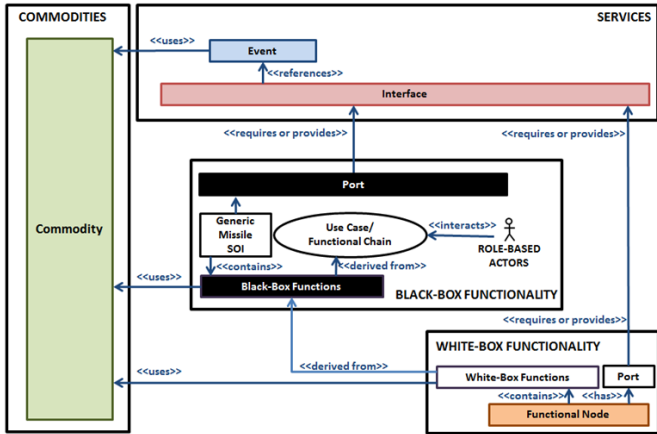 COMMODITIES
SERVICES
<<uses>>
Event
<<references>>
Interface
<<requires or provides>>
<<requires or provides>>
Port
Commodity
Generic
Missile
SOI
Use Case/
Functional Chain
<<interacts>>
ROLE-BASED
ACTORS
<<contains>>
<<derived from>>
<<uses>>
Black-Box Functions
BLACK-BOX FUNCTIONALITY
<<requires or provides>>
WHITE-BOX FUNCTIONALITY
<<uses>>
<<derived from>>
White-Box Functions
Port
<<contains>>
<<has>>
Functional Node